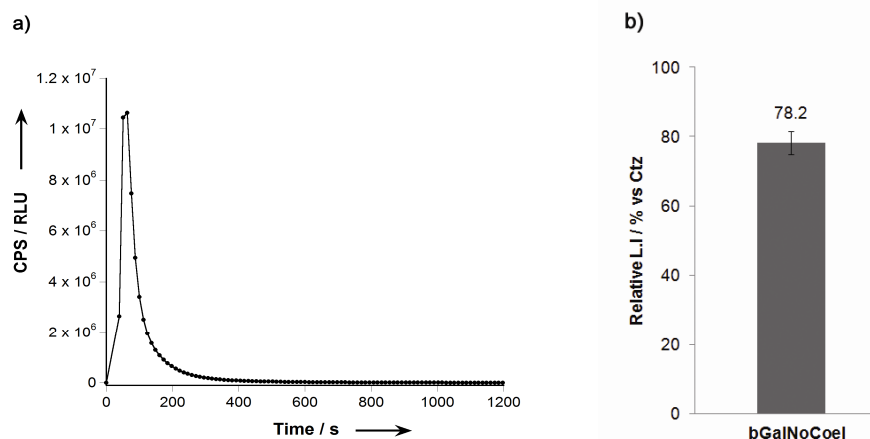 a)
1.2 x 10⁷
1 x 10⁷
8 x 10⁶
6 x 10⁶
4 x 10⁶
2 x 10⁶
0
CPS / RLU
0
200
400
600
800
1000
1200
Time / s
b)
100
80
60
40
20
0
Relative L.I / % vs Ctz
78.2
bGalNoCoel